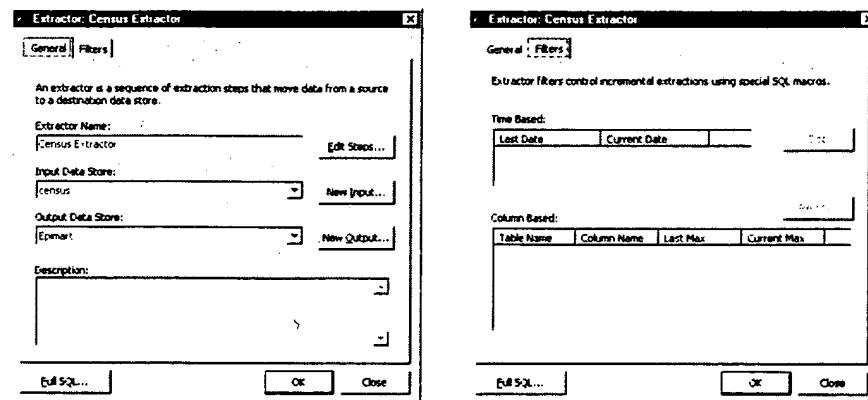 Extractor: Census Extractor
General Filters
An extractor is a sequence of extraction steps that move data from a source
to a destination data store.
Extractor Name:
Census Extractor
Edit Steps...
Input Data Store:
census
New Input...
Output Data Store:
Epimart
New Output...
Description:
Full SQL...
OK
Close
Extractor: Census Extractor
General Filters
Extractor filters control incremental extractions using special SQL macros.
Time Based:
Last Date Current Date
Column Based:
Table Name Column Name Last Max Current Max
Full SQL...
OK
Close